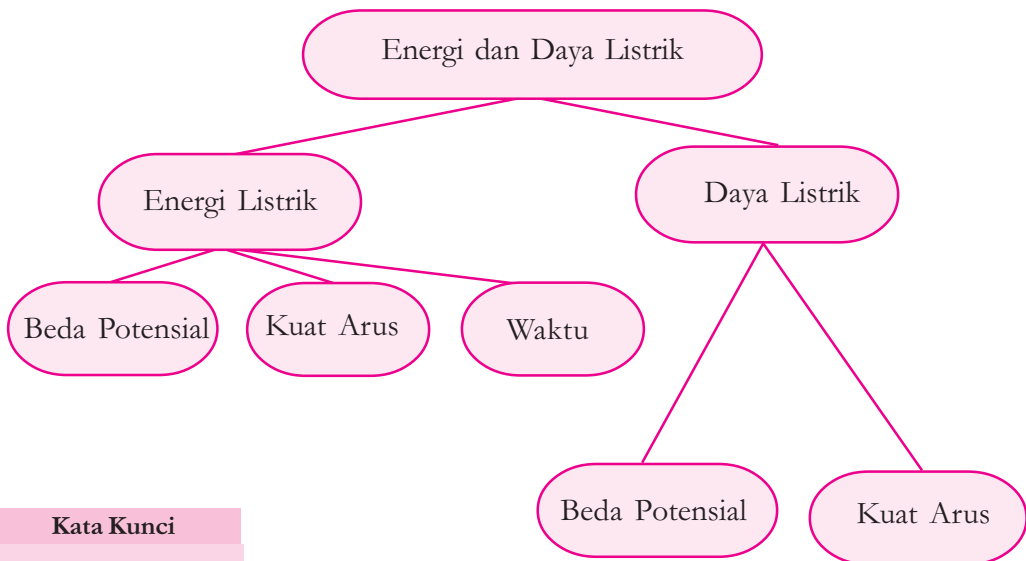 Energi dan Daya Listrik
Energi Listrik
Daya Listrik
Beda Potensial
Kuat Arus
Waktu
Beda Potensial
Kuat Arus
Kata Kunci